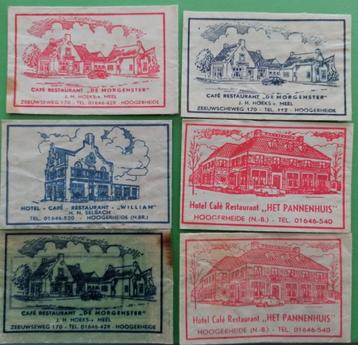 CAFÉ RESTAURANT „DE MORGENSTER"
J. H. HOEKS-v. MEEL
ZEEUWSEWEG 170 - TEL. 01646-429 - HOOGERHEIDE
CAFÉ RESTAURANT „DE MORGENSTER"
J. H. HOEKS-v. MEEL
ZEEUWSCHEWEG 170 - TEL. 112 - HOOGERHEIDE
HOTEL - CAFÉ - RESTAURANT - „WILLIAM"
H. N. SELBACH
TEL. 01646-520 - HOOGERHEIDE (N.BR.)
Hotel Café Restaurant „HET PANNENHUIS"
HOOGERHEIDE (N.-B.) - TEL. 01646-540
CAFÉ RESTAURANT „DE MORGENSTER"
J. H. HOEKS-v. MEEL
ZEEUWSEWEG 170 - TEL. 01646-429 - HOOGERHEIDE
Hotel Café Restaurant „HET PANNENHUIS"
HOOGERHEIDE (N.-B.) - TEL. 01646-540